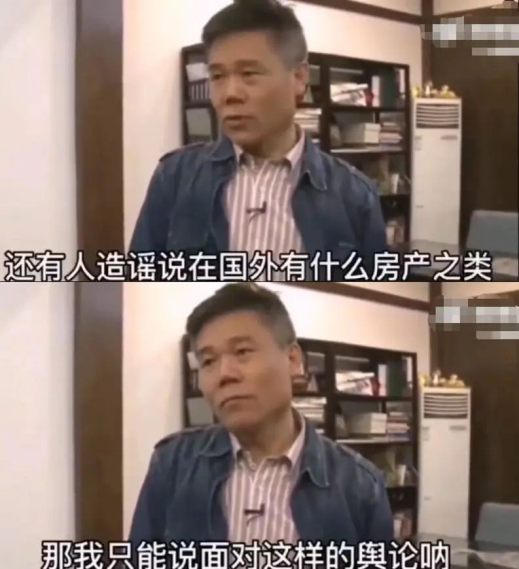 还有人造谣说在国外有什么房产之类
那我只能说面对这样的舆论呐